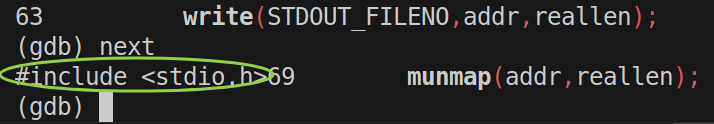 63          write(STDOUT_FILENO,addr,reallen);
(gdb) next
#include <stdio.h>69          munmap(addr,reallen);
(gdb)